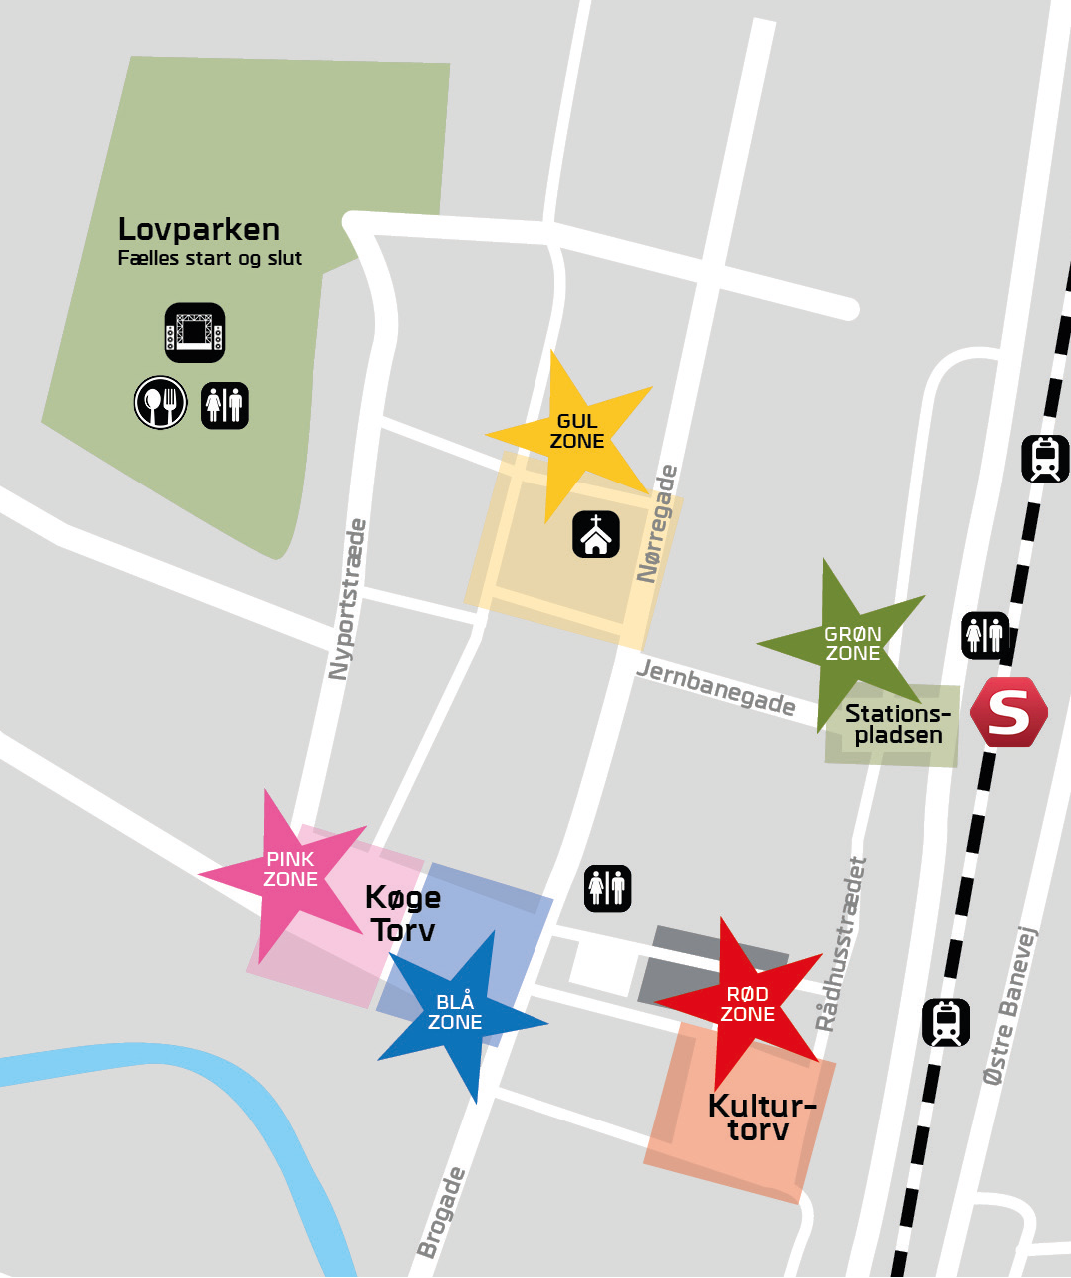 Lovparken
Fælles start og slut
GUL
ZONE
Nørregade
Nyportstræde
GRØN
ZONE
Jernbanegade
Stations-
pladsen
S
PINK
ZONE
Køge
Torv
BLÅ
ZONE
RØD
ZONE
Rådhusstrædet
Østre Banevej
Kultur-
torv
Brogade